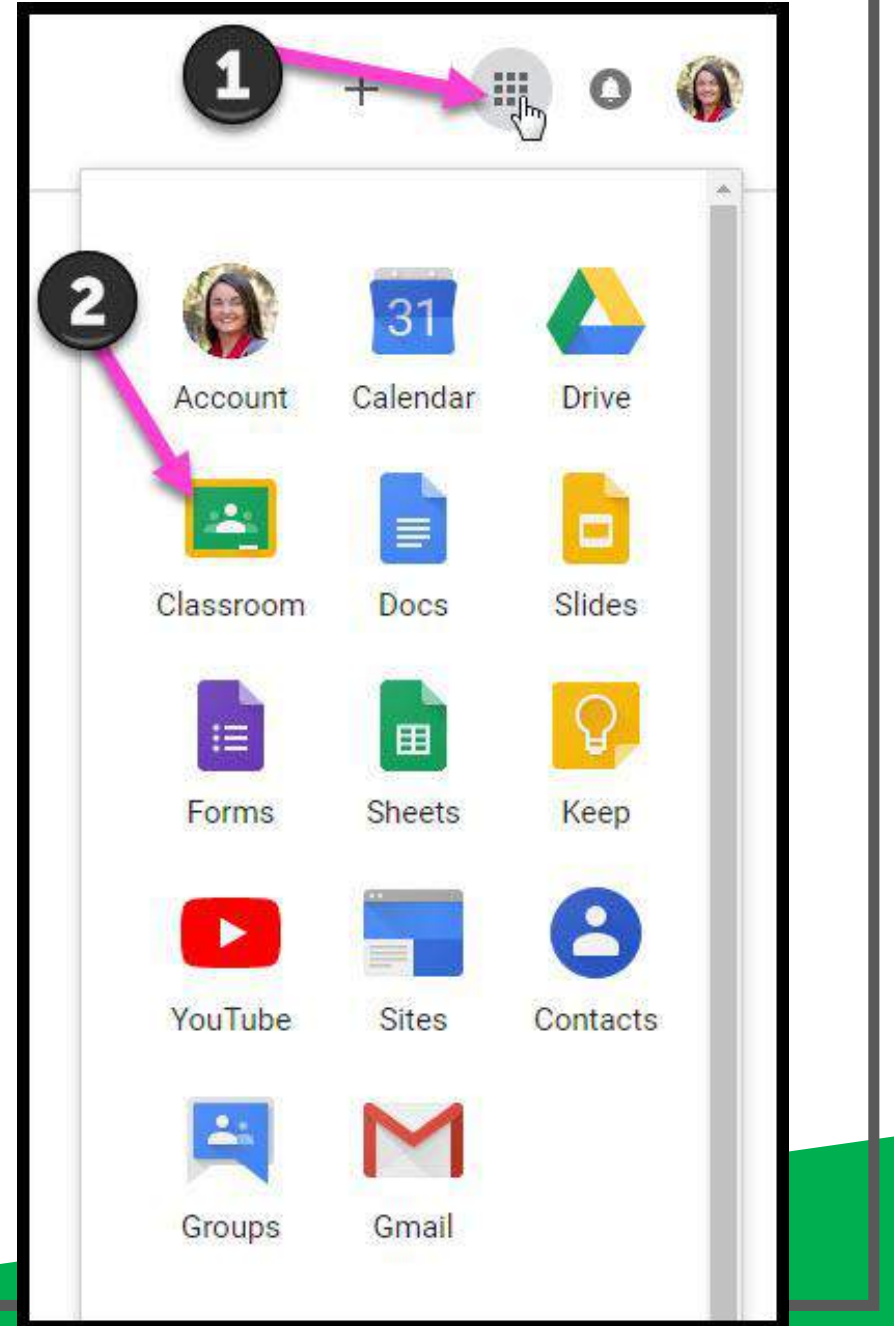 1
2
31
Account Calendar Drive
Classroom Docs Slides
Forms Sheets Keep
YouTube Sites Contacts
Groups Gmail